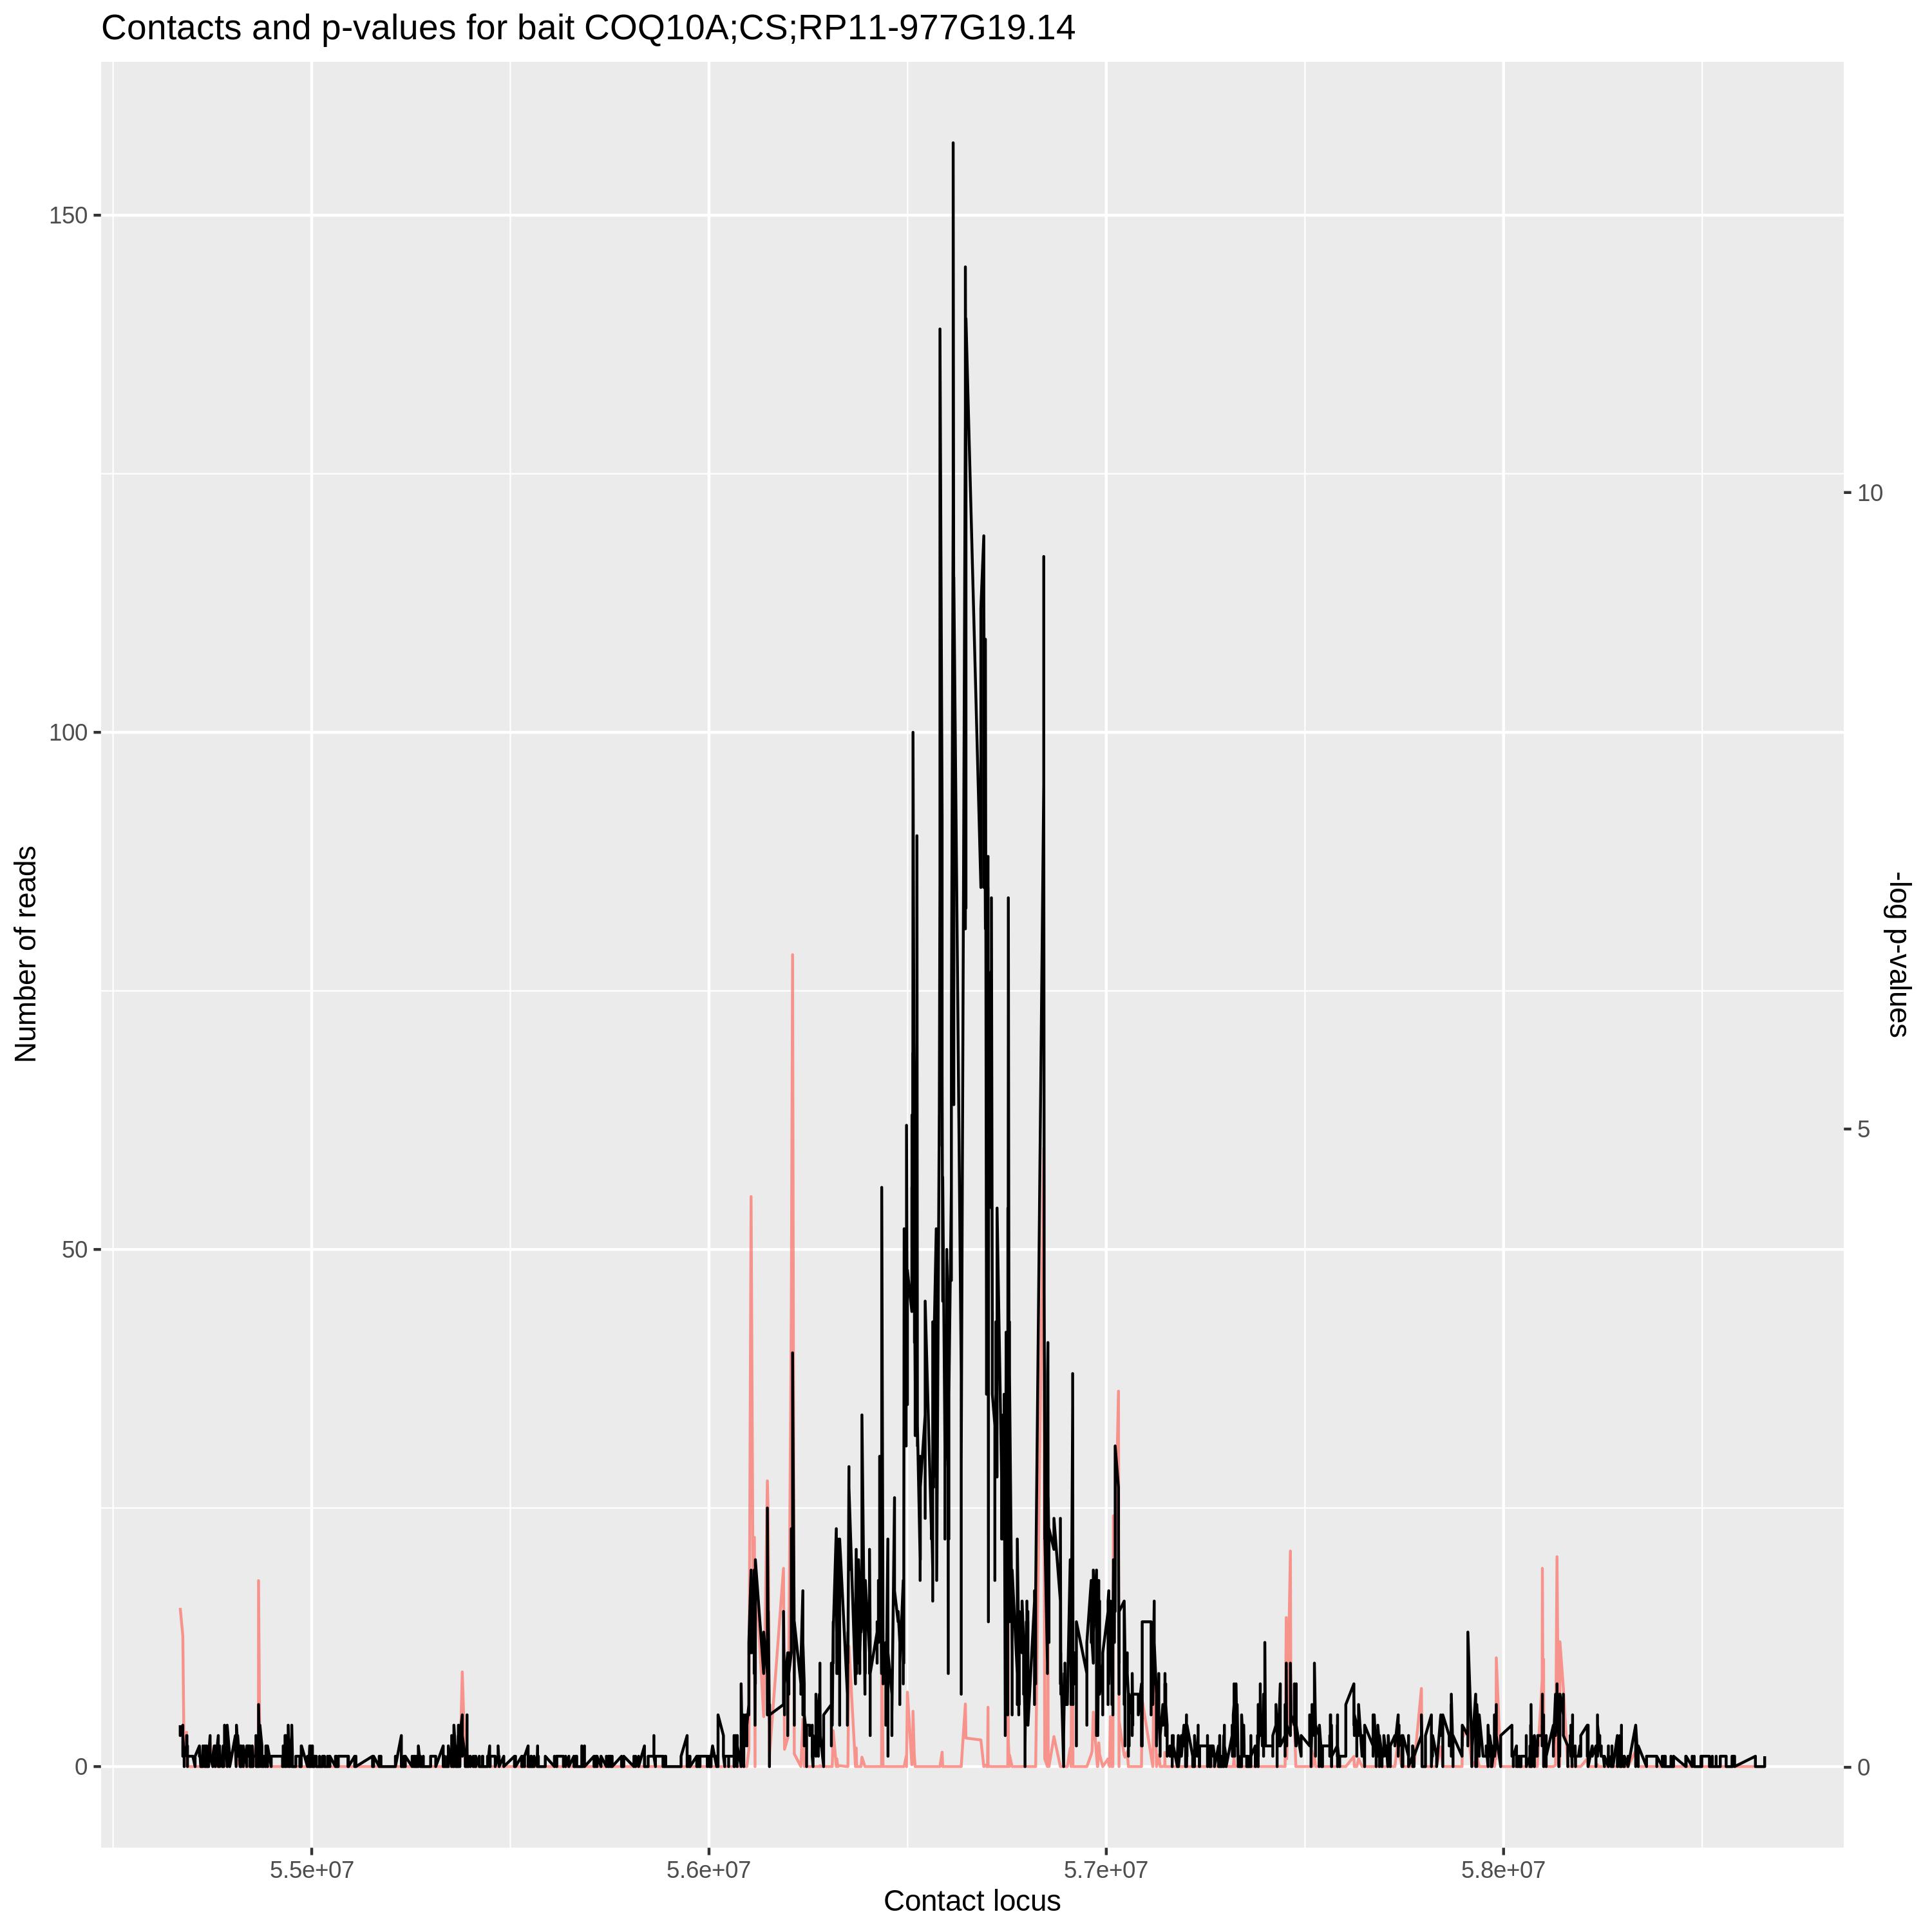 Contacts and p-values for bait COQ10A;CS;RP11-977G19.14
150
100
50
0
Number of reads
10
5
0
-log p-values
5.5e+07 5.6e+07 5.7e+07 5.8e+07
Contact locus